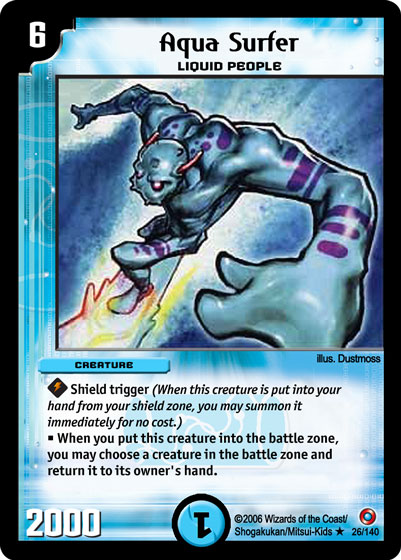 6
Aqua Surfer
LIQUID PEOPLE
illus. Dustmoss
CREATURE
Shield trigger (When this creature is put into your
hand from your shield zone, you may summon it
immediately for no cost.)
▪ When you put this creature into the battle zone,
you may choose a creature in the battle zone and
return it to its owner's hand.
2000
1
©2006 Wizards of the Coast/
Shogakukan/Mitsui-Kids ★ 26/140